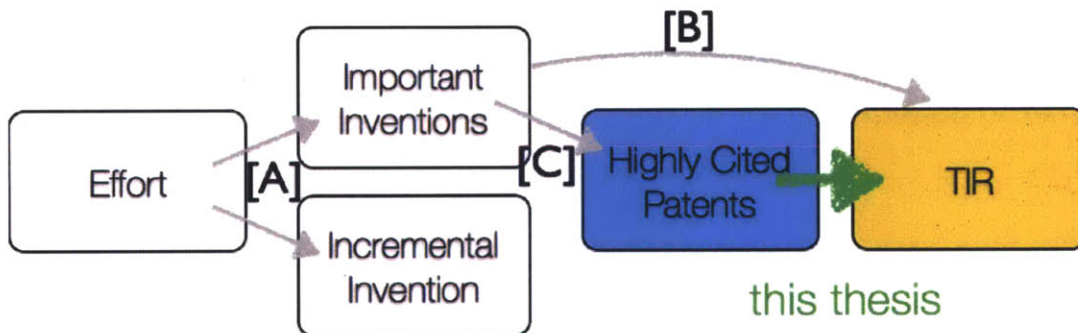 [B]
Important
Inventions
Effort
[A]
[C]
Highly Cited
Patents
TIR
Incremental
Invention
this thesis